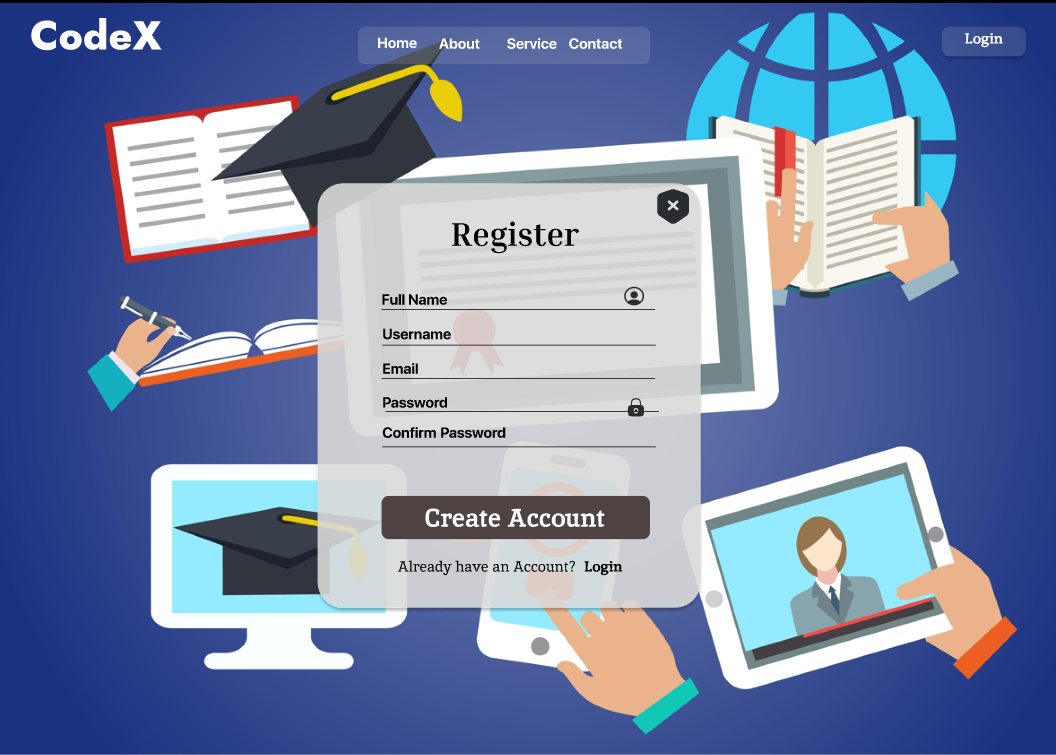 CodeX
Home About Service Contact
Login
Register
Full Name
Username
Email
Password
Confirm Password
Create Account
Already have an Account? Login